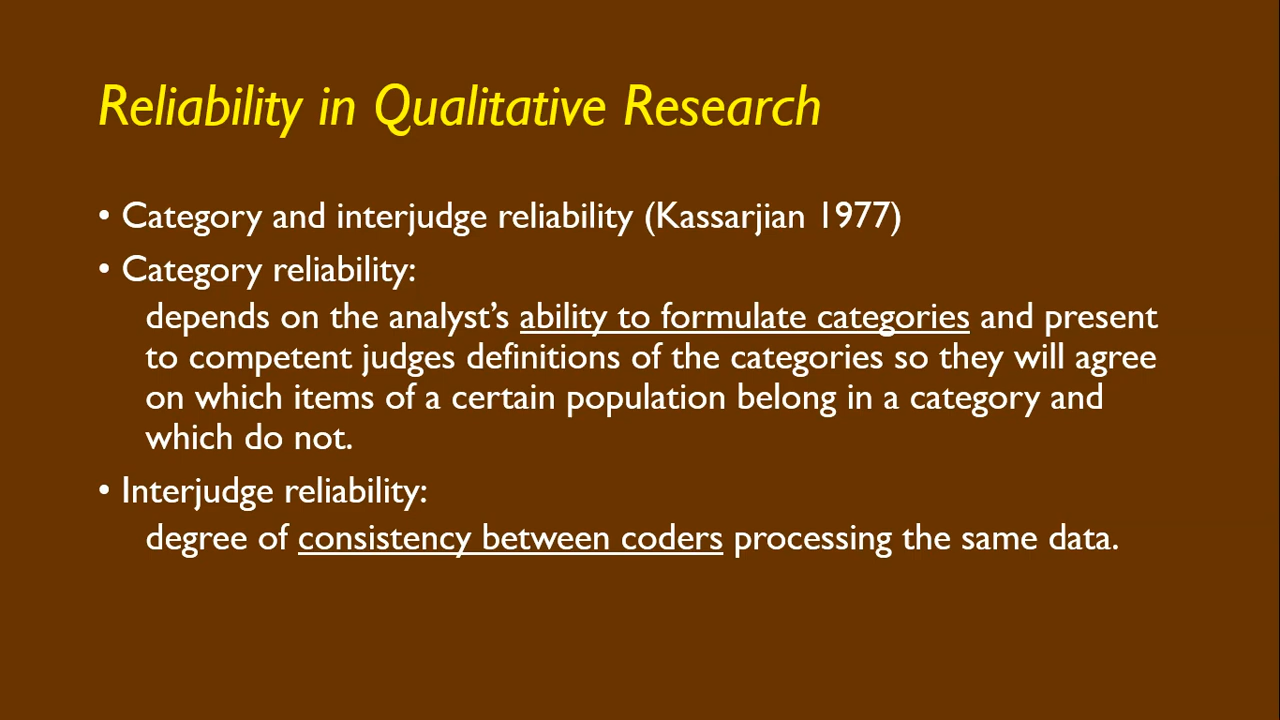 Reliability in Qualitative Research
• Category and interjudge reliability (Kassarjian 1977)
• Category reliability:
depends on the analyst’s ability to formulate categories and present
to competent judges definitions of the categories so they will agree
on which items of a certain population belong in a category and
which do not.
• Interjudge reliability:
degree of consistency between coders processing the same data.